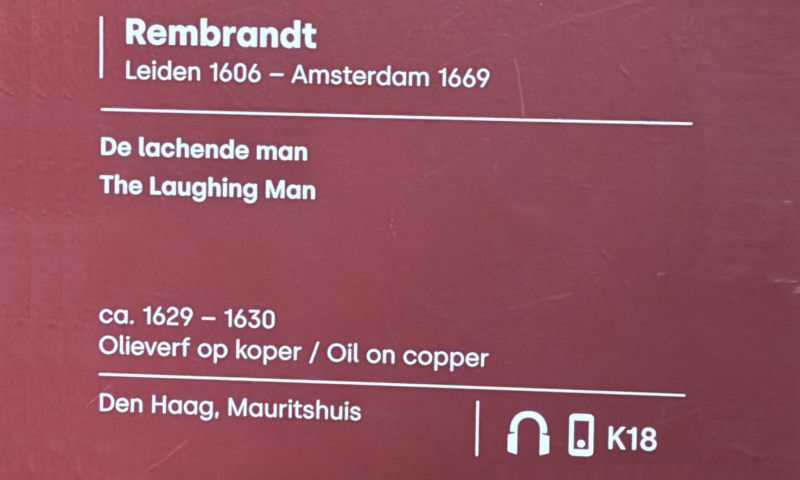 Rembrandt
Leiden 1606 – Amsterdam 1669
De lachende man
The Laughing Man
ca. 1629 – 1630
Olieverf op koper / Oil on copper
Den Haag, Mauritshuis
K18